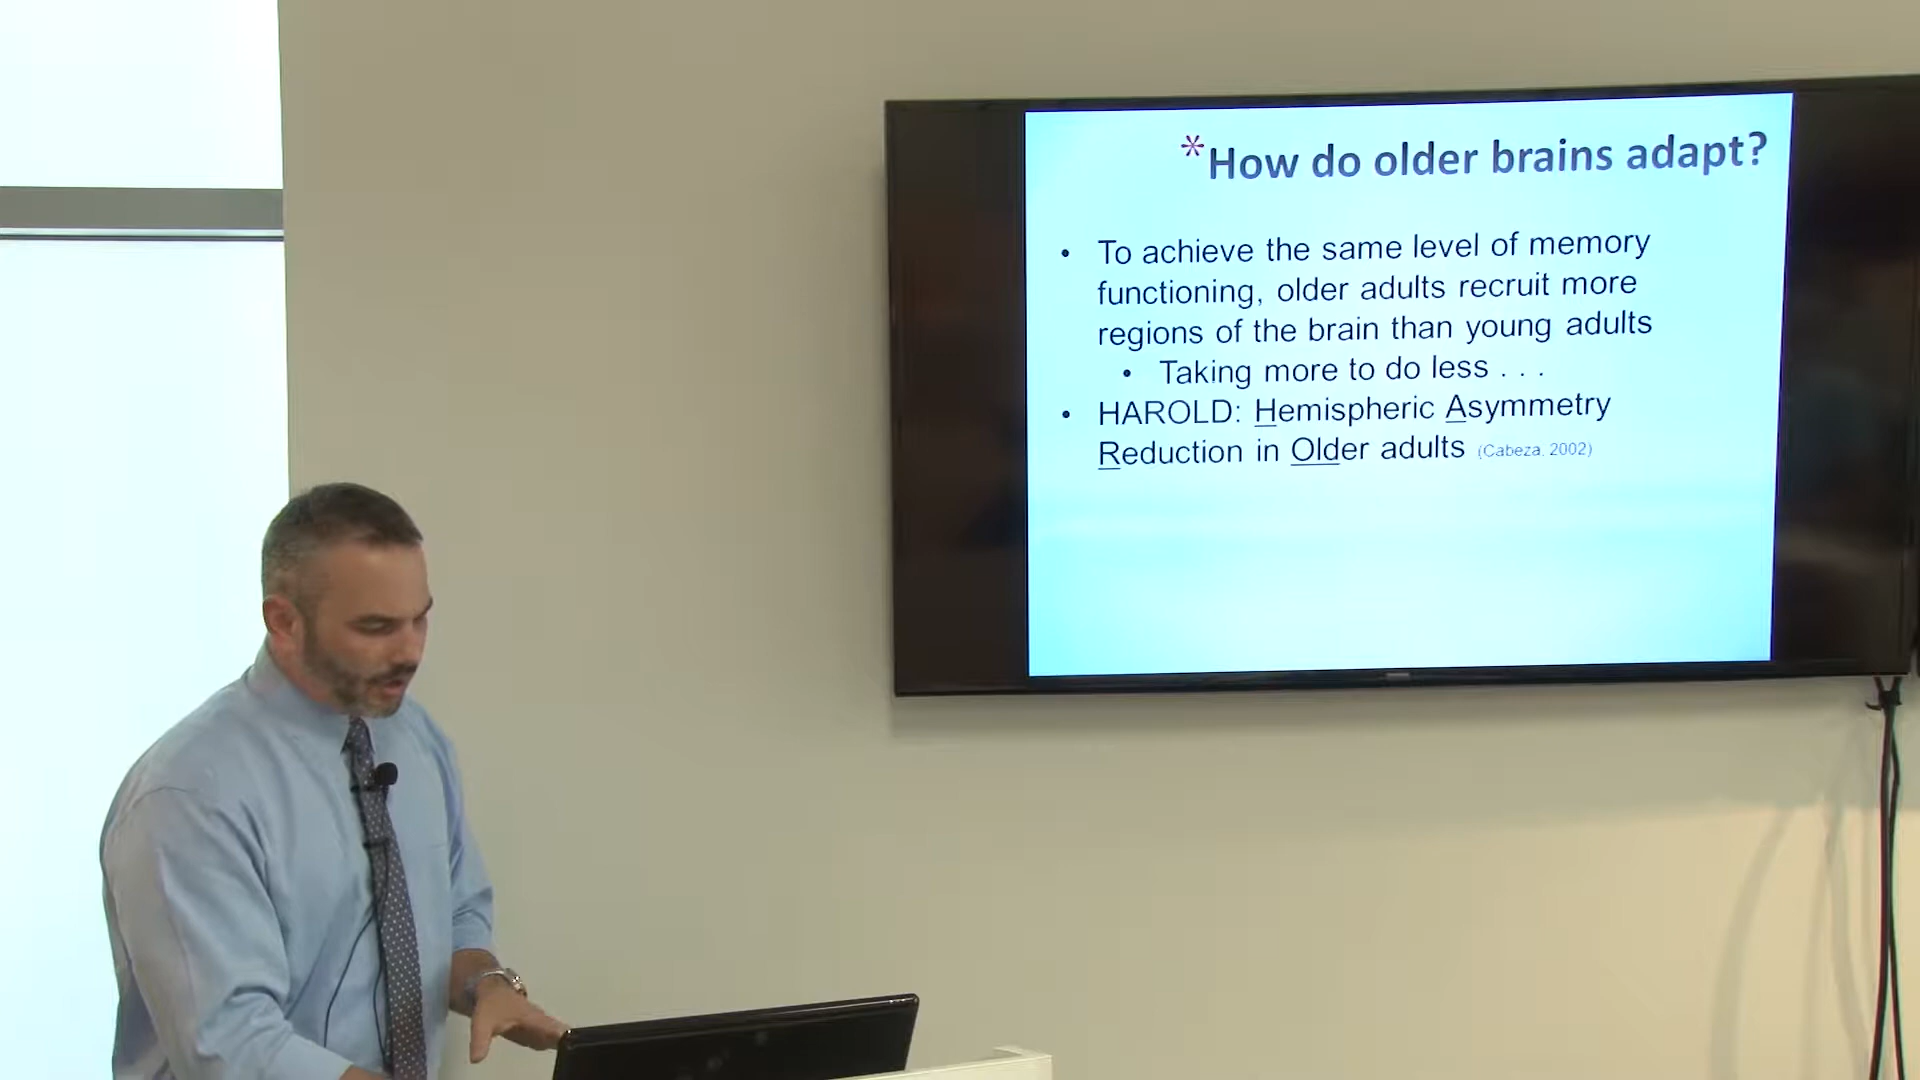 *How do older brains adapt?
• To achieve the same level of memory
functioning, older adults recruit more
regions of the brain than young adults
• Taking more to do less . . .
• HAROLD: Hemispheric Asymmetry
Reduction in Older adults (Cabeza, 2002)